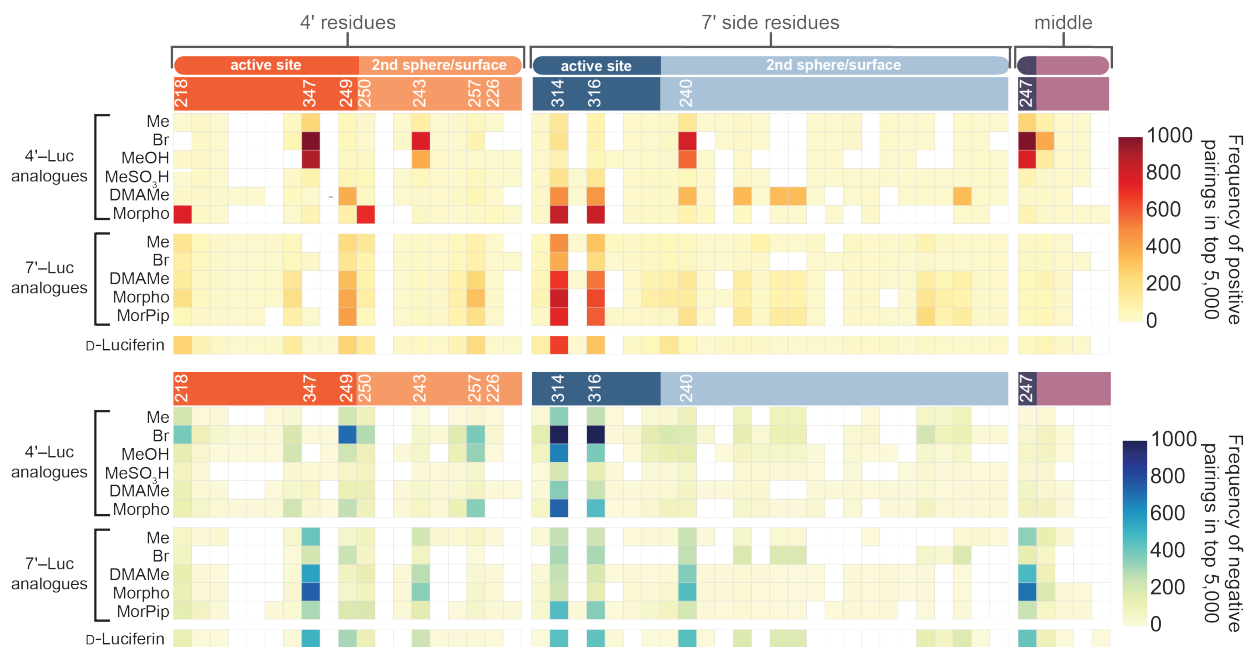 4' residues
7' side residues
middle
active site
2nd sphere/surface
active site
2nd sphere/surface
218
347
249
250
243
257
226
314
316
240
247
4'–Luc
analogues
Me
Br
MeOH
MeSO3H
DMAMe
Morpho
7'–Luc
analogues
Me
Br
DMAMe
Morpho
MorPip
D-Luciferin
1000
800
600
400
200
0
Frequency of positive
pairings in top 5,000
218
347
249
250
243
257
226
314
316
240
247
4'–Luc
analogues
Me
Br
MeOH
MeSO3H
DMAMe
Morpho
7'–Luc
analogues
Me
Br
DMAMe
Morpho
MorPip
D-Luciferin
1000
800
600
400
200
0
Frequency of negative
pairings in top 5,000